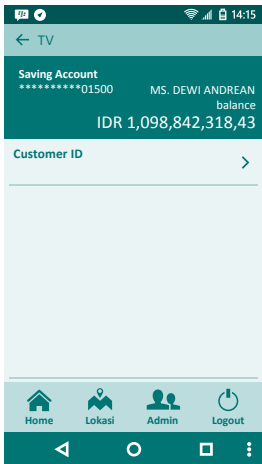 14:15
TV
Saving Account
**********01500
MS. DEWI ANDREAN
balance
IDR 1,098,842,318,43
Customer ID
Home Lokasi Admin Logout